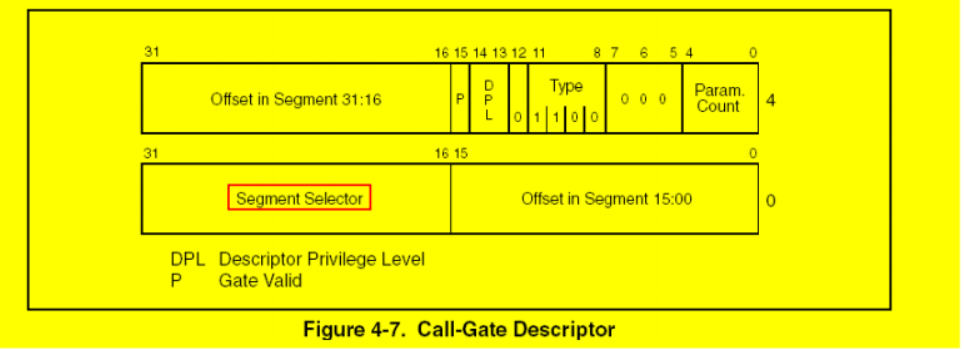 31 16 15 14 13 12 11 8 7 6 5 4 0
Offset in Segment 31:16 P DPL 0 Type 1 1 0 0 0 0 0 Param. Count 4
31 16 15 0
Segment Selector Offset in Segment 15:00 0
DPL Descriptor Privilege Level
P Gate Valid
Figure 4-7. Call-Gate Descriptor